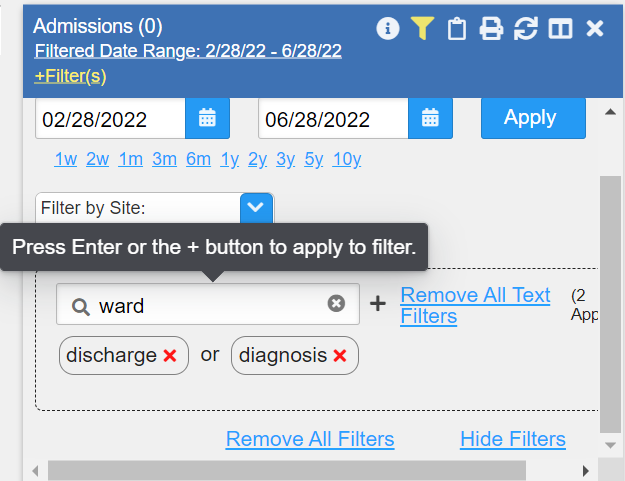 Admissions (0)
Filtered Date Range: 2/28/22 - 6/28/22
+Filter(s)
02/28/2022 06/28/2022 Apply
1w 2w 1m 3m 6m 1y 2y 3y 5y 10y
Filter by Site:
Press Enter or the + button to apply to filter.
ward + Remove All Text (2
Filters App
discharge or diagnosis
Remove All Filters Hide Filters